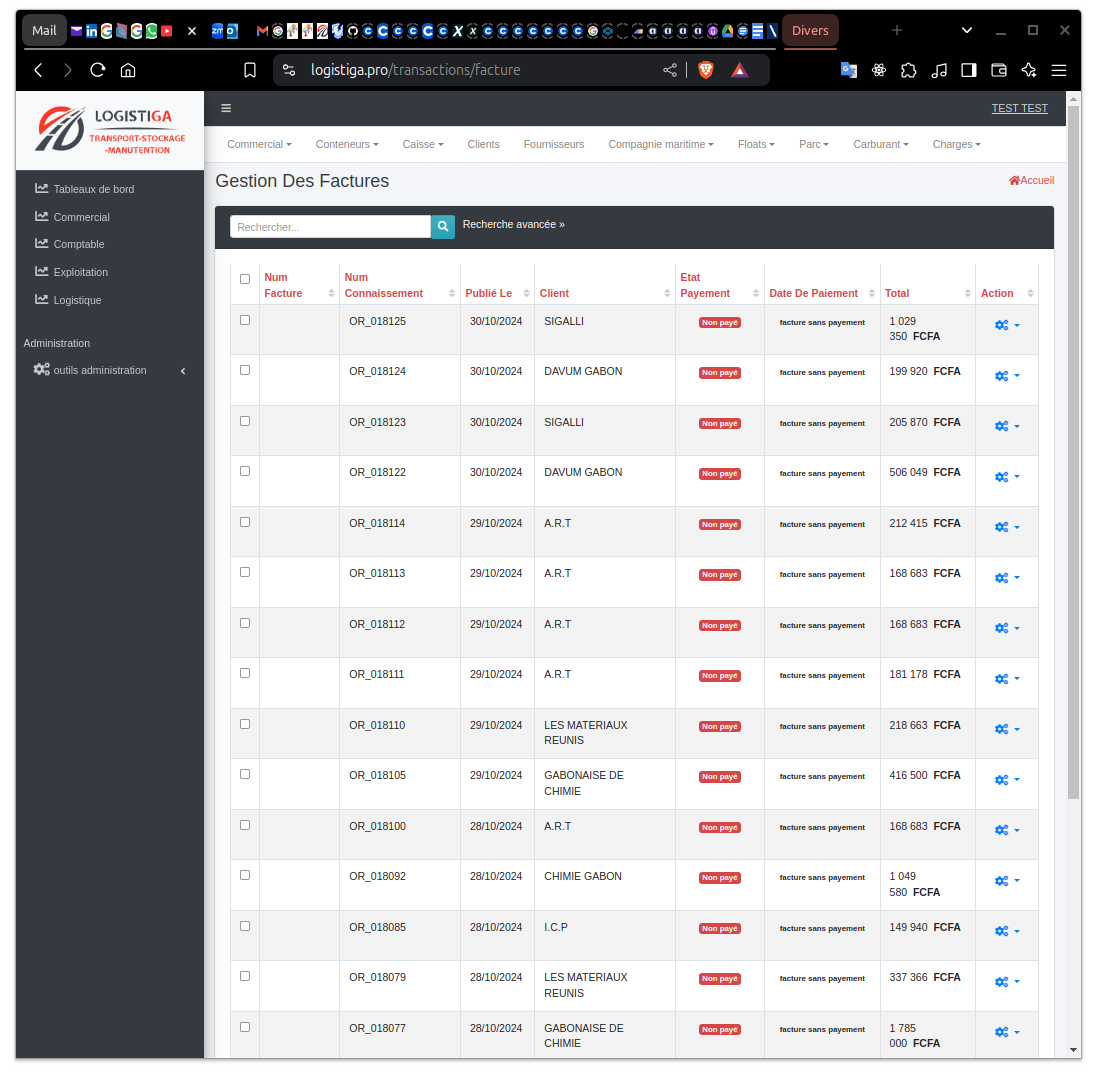 Mail
Divers
logistiga.pro/transactions/facture
LOGISTIGA
TRANSPORT-STOCKAGE
-MANUTENTION
TEST TEST
Commercial Conteneurs Caisse Clients Fournisseurs Compagnie maritime Floats Parc Carburant Charges
Gestion Des Factures
Accueil
Tableaux de bord
Commercial
Comptable
Exploitation
Logistique
Administration
outils administration
Rechercher...
Recherche avancée »
Num Facture Num Connaissement Publié Le Client Etat Payement Date De Paiement Total Action
OR_018125 30/10/2024 SIGALLI Non payé facture sans payement 1 029 350 FCFA
OR_018124 30/10/2024 DAVUM GABON Non payé facture sans payement 199 920 FCFA
OR_018123 30/10/2024 SIGALLI Non payé facture sans payement 205 870 FCFA
OR_018122 30/10/2024 DAVUM GABON Non payé facture sans payement 506 049 FCFA
OR_018114 29/10/2024 A.R.T Non payé facture sans payement 212 415 FCFA
OR_018113 29/10/2024 A.R.T Non payé facture sans payement 168 683 FCFA
OR_018112 29/10/2024 A.R.T Non payé facture sans payement 168 683 FCFA
OR_018111 29/10/2024 A.R.T Non payé facture sans payement 181 178 FCFA
OR_018110 29/10/2024 LES MATERIAUX REUNIS Non payé facture sans payement 218 663 FCFA
OR_018105 29/10/2024 GABONAISE DE CHIMIE Non payé facture sans payement 416 500 FCFA
OR_018100 28/10/2024 A.R.T Non payé facture sans payement 168 683 FCFA
OR_018092 28/10/2024 CHIMIE GABON Non payé facture sans payement 1 049 580 FCFA
OR_018085 28/10/2024 I.C.P Non payé facture sans payement 149 940 FCFA
OR_018079 28/10/2024 LES MATERIAUX REUNIS Non payé facture sans payement 337 366 FCFA
OR_018077 28/10/2024 GABONAISE DE CHIMIE Non payé facture sans payement 1 785 000 FCFA